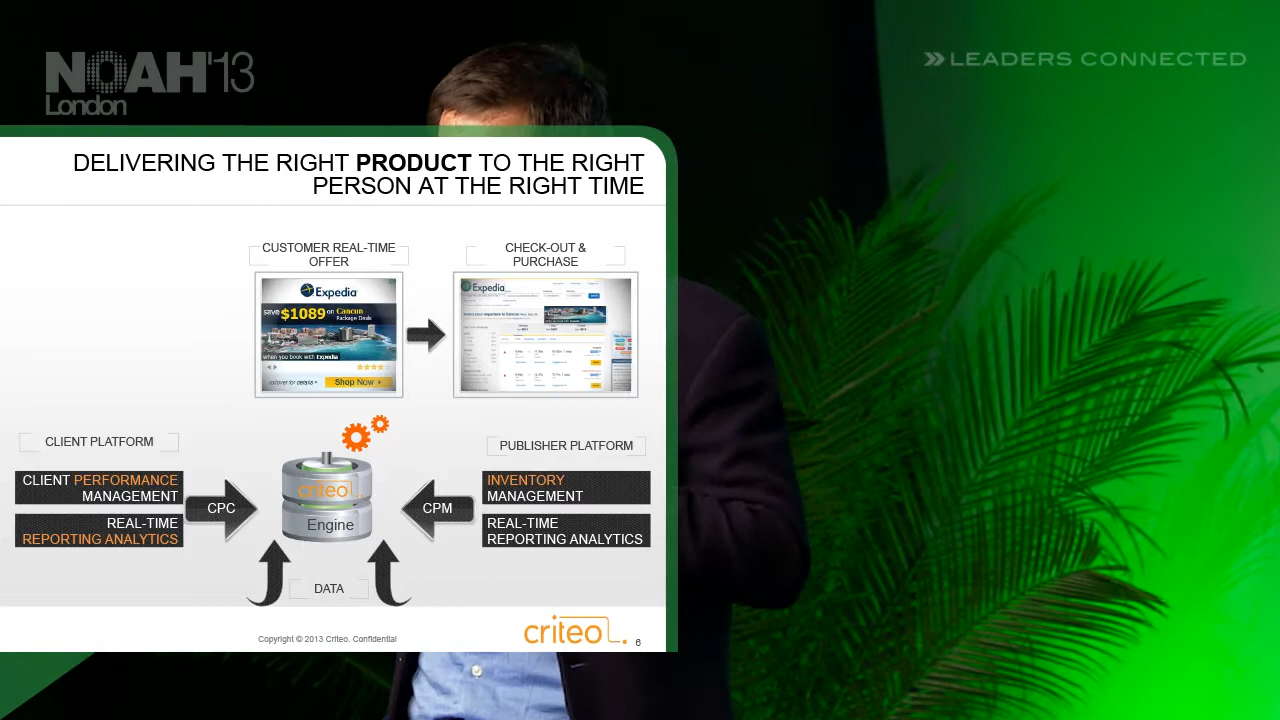 NOAH'13
London
LEADERS CONNECTED
DELIVERING THE RIGHT PRODUCT TO THE RIGHT
PERSON AT THE RIGHT TIME
CUSTOMER REAL-TIME
OFFER
CHECK-OUT &
PURCHASE
Expedia
save $1089 on Cancun
Package Deals
when you book with Expedia
rollover for details
Shop Now
Expedia
CLIENT PLATFORM
PUBLISHER PLATFORM
CLIENT PERFORMANCE
MANAGEMENT
REAL-TIME
REPORTING ANALYTICS
CPC
criteo
Engine
CPM
INVENTORY
MANAGEMENT
REAL-TIME
REPORTING ANALYTICS
DATA
Copyright © 2013 Criteo. Confidential
criteo
6